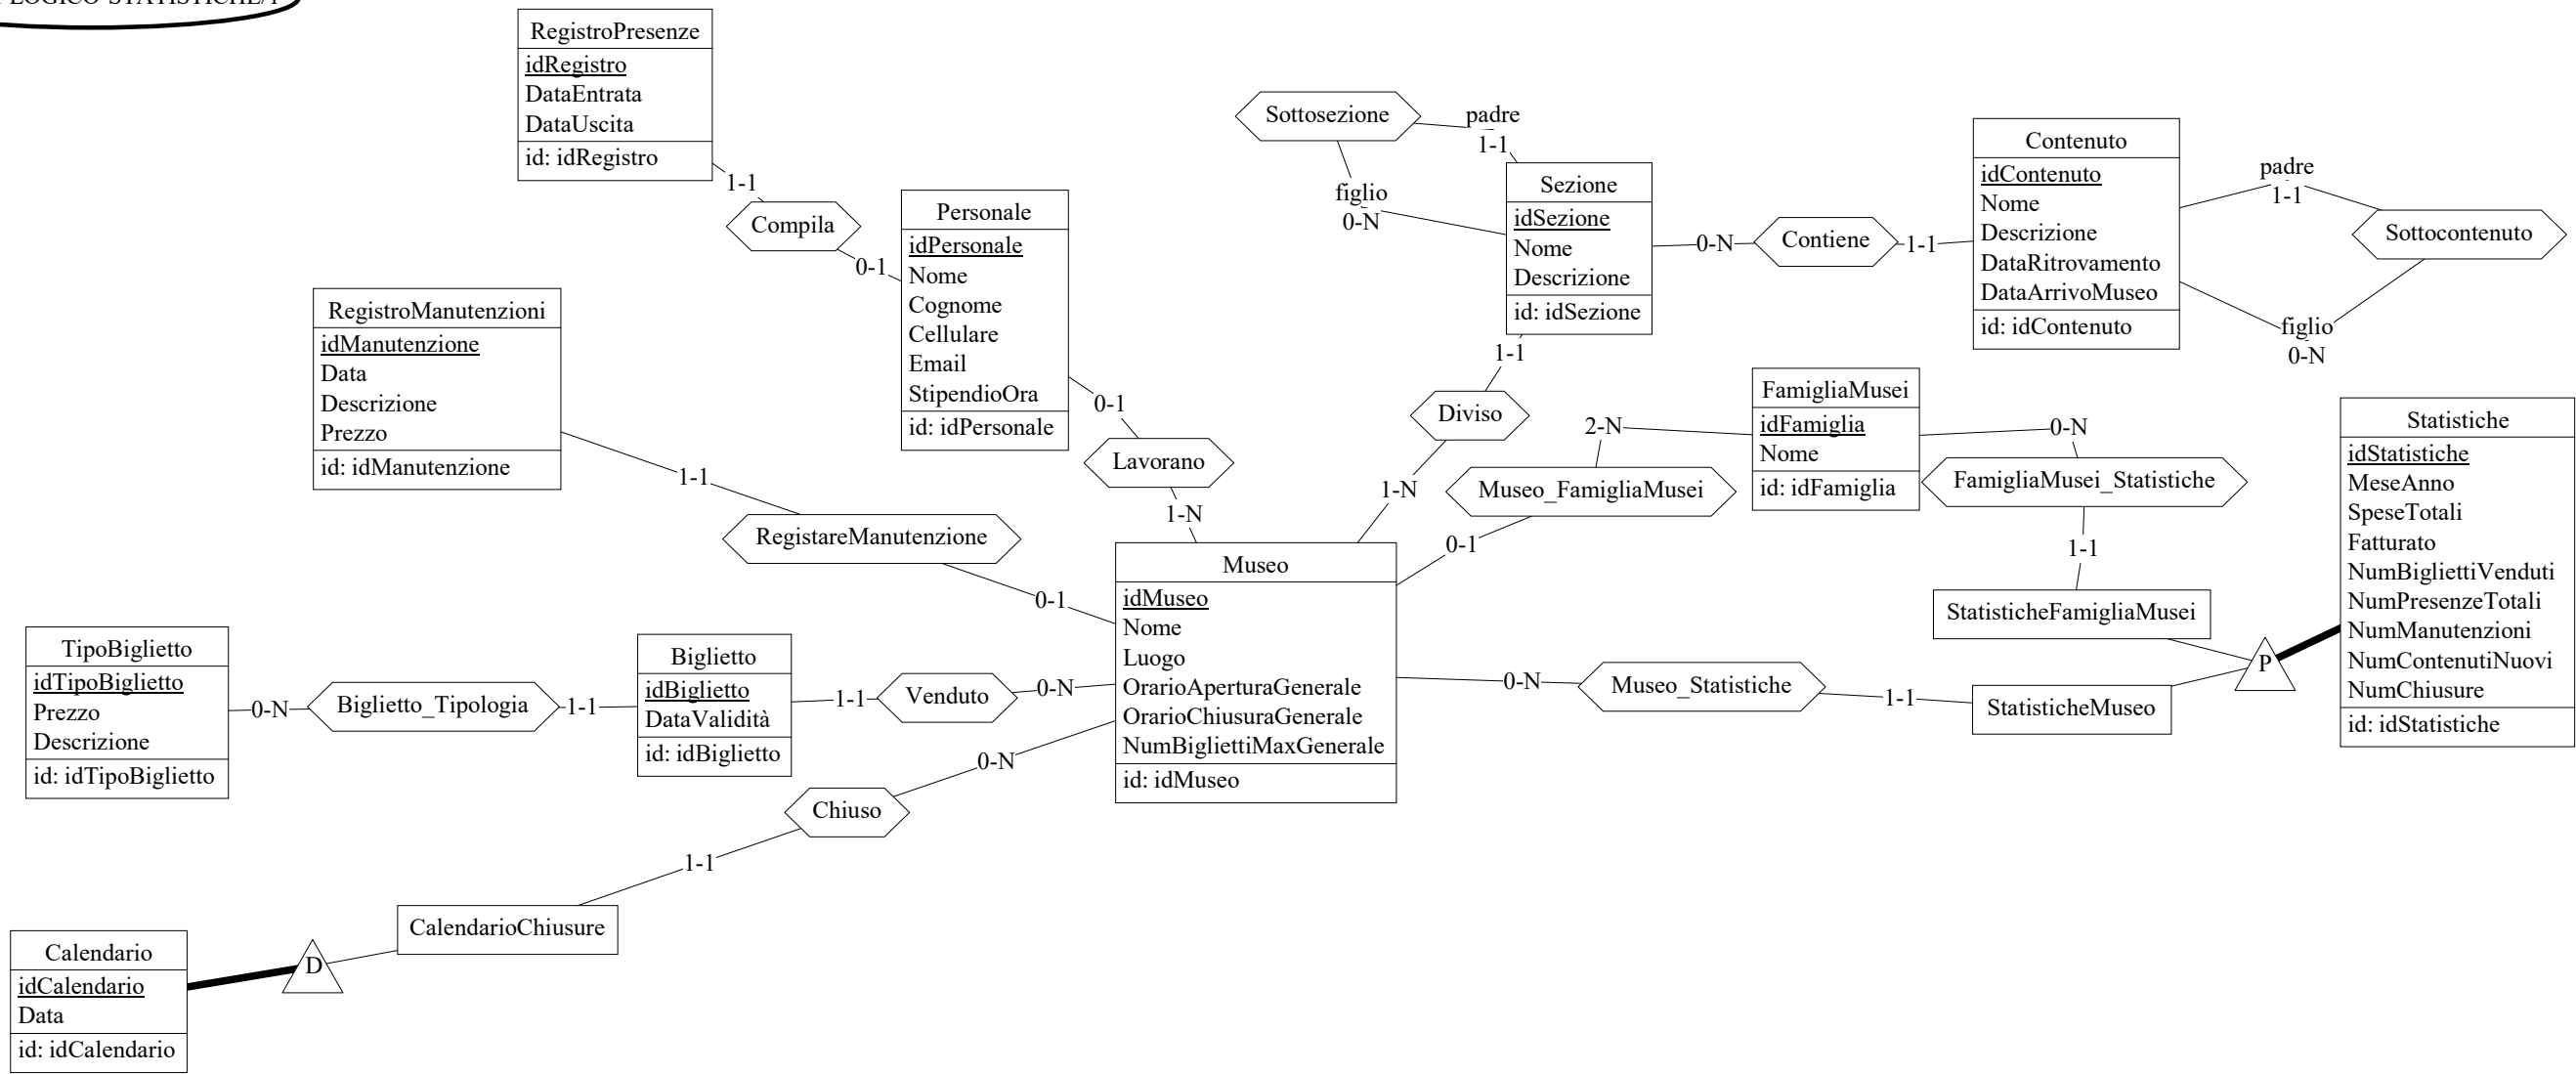 LOGICO-STATISTICHE/1
RegistroPresenze
idRegistro
DataEntrata
DataUscita
id: idRegistro
1-1
Compila
0-1
Personale
idPersonale
Nome
Cognome
Cellulare
Email
StipendioOra
id: idPersonale
0-1
Lavorano
1-N
RegistroManutenzioni
idManutenzione
Data
Descrizione
Prezzo
id: idManutenzione
1-1
RegistareManutenzione
0-1
Sottosezione
padre
1-1
figlio
0-N
Sezione
idSezione
Nome
Descrizione
id: idSezione
0-N
Contiene
1-1
Contenuto
idContenuto
Nome
Descrizione
DataRitrovamento
DataArrivoMuseo
id: idContenuto
padre
1-1
Sottocontenuto
figlio
0-N
1-1
Diviso
1-N
2-N
Museo_FamigliaMusei
0-1
FamigliaMusei
idFamiglia
Nome
id: idFamiglia
0-N
FamigliaMusei_Statistiche
1-1
StatisticheFamigliaMusei
Statistiche
idStatistiche
MeseAnno
SpeseTotali
Fatturato
NumBigliettiVenduti
NumPresenzeTotali
NumManutenzioni
NumContenutiNuovi
NumChiusure
id: idStatistiche
P
StatisticheMuseo
1-1
Museo_Statistiche
0-N
Museo
idMuseo
Nome
Luogo
OrarioAperturaGenerale
OrarioChiusuraGenerale
NumBigliettiMaxGenerale
id: idMuseo
TipoBiglietto
idTipoBiglietto
Prezzo
Descrizione
id: idTipoBiglietto
0-N
Biglietto_Tipologia
1-1
Biglietto
idBiglietto
DataValidità
id: idBiglietto
1-1
Venduto
0-N
0-N
Chiuso
1-1
CalendarioChiusure
D
Calendario
idCalendario
Data
id: idCalendario